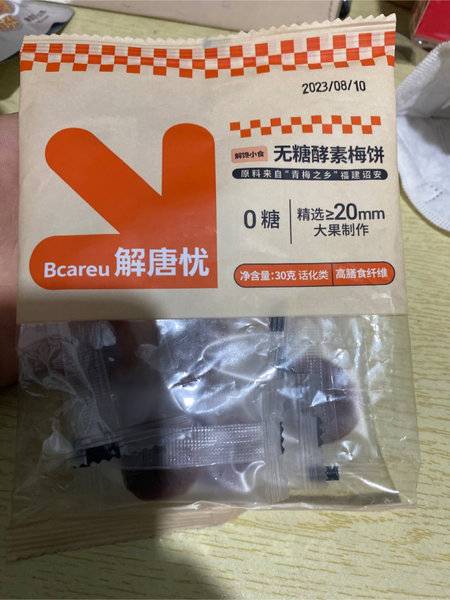 2023/08/10
解馋小食
无糖酵素梅饼
原料来自"青梅之乡"福建诏安
0糖
精选≥20mm
大果制作
Bcareu 解唐忧
净含量:30克 话化类
高膳食纤维